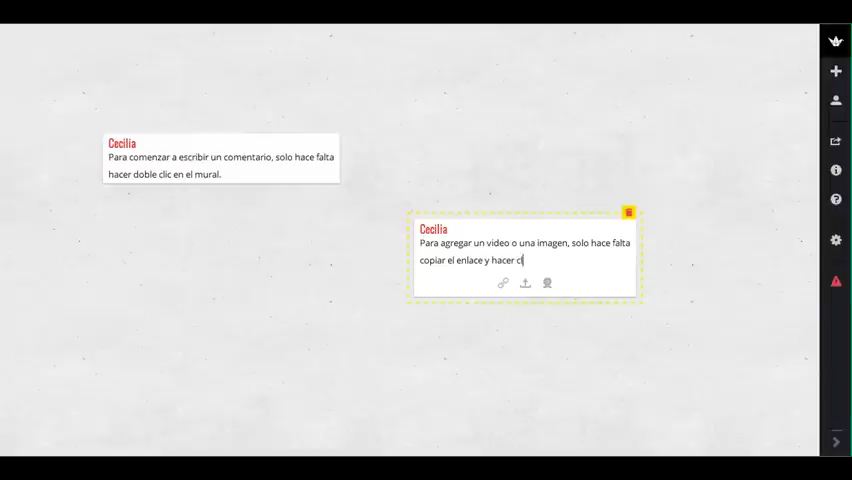 Cecilia
Para comenzar a escribir un comentario, solo hace falta
hacer doble clic en el mural.
Cecilia
Para agregar un video o una imagen, solo hace falta
copiar el enlace y hacer cl